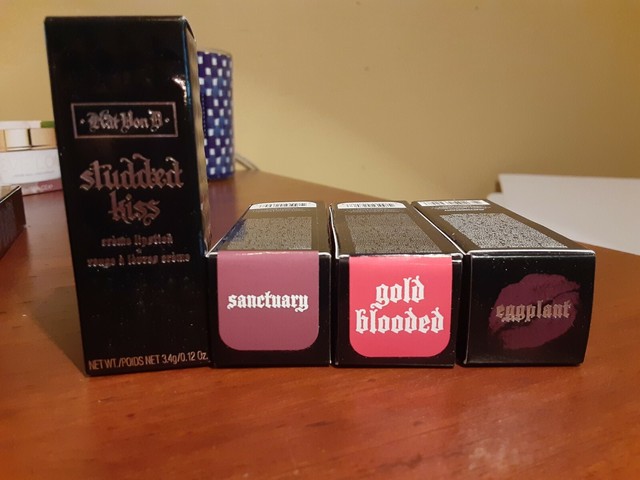 Kat Von D
studded
kiss
crème lipstick
rouge à lèvres crème
NET WT./POIDS NET 3.4g/0.12 Oz.
sanctuary
gold
blooded
eggplant